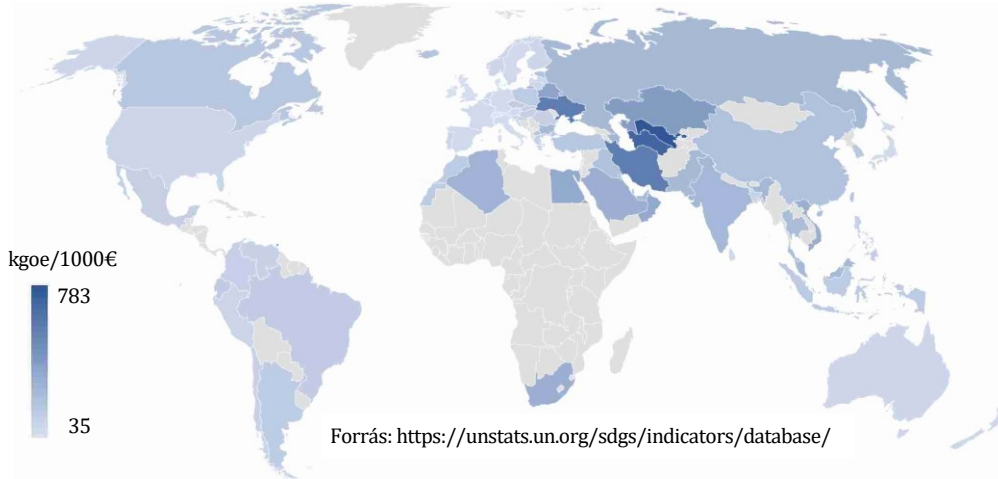 kgoe/1000€
783
35
Forrás: https://unstats.un.org/sdgs/indicators/database/